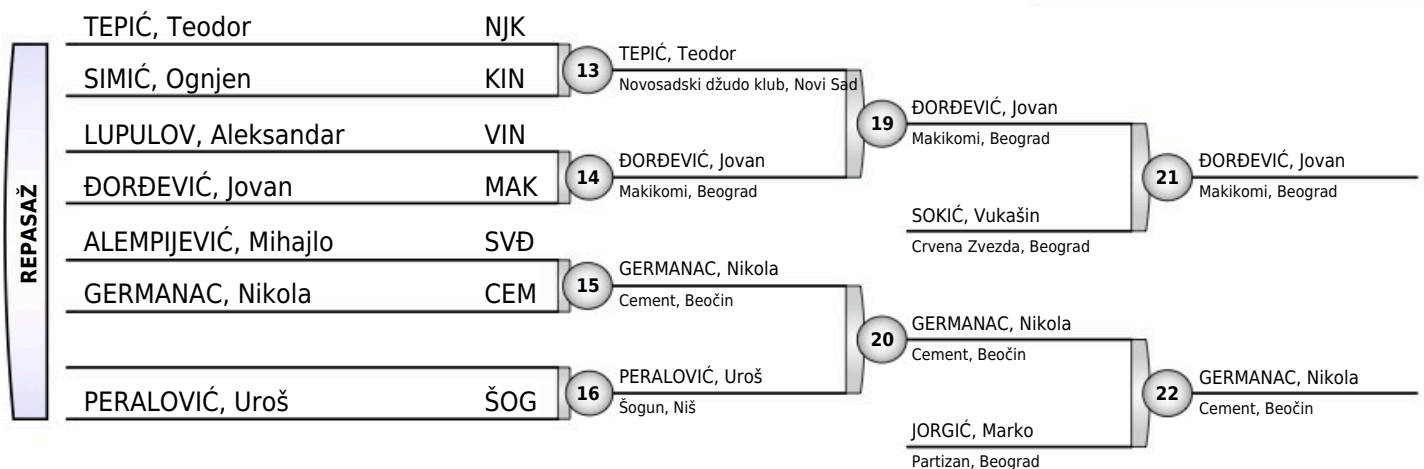 REPASAŽ
TEPIĆ, Teodor NJK
SIMIĆ, Ognjen KIN
LUPULOV, Aleksandar VIN
ĐORĐEVIĆ, Jovan MAK
ALEMPIJEVIĆ, Mihajlo SVĐ
GERMANAC, Nikola CEM
PERALOVIĆ, Uroš ŠOG
13
TEPIĆ, Teodor
Novosadski džudo klub, Novi Sad
14
ĐORĐEVIĆ, Jovan
Makikomi, Beograd
15
GERMANAC, Nikola
Cement, Beočin
16
PERALOVIĆ, Uroš
Šogun, Niš
19
ĐORĐEVIĆ, Jovan
Makikomi, Beograd
SOKIĆ, Vukašin
Crvena Zvezda, Beograd
20
GERMANAC, Nikola
Cement, Beočin
JORGIĆ, Marko
Partizan, Beograd
21
ĐORĐEVIĆ, Jovan
Makikomi, Beograd
22
GERMANAC, Nikola
Cement, Beočin